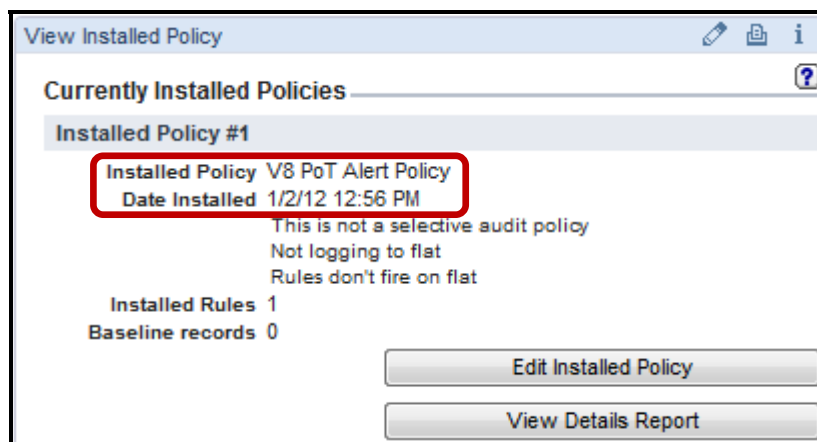 View Installed Policy
Currently Installed Policies
Installed Policy #1
Installed Policy V8 PoT Alert Policy
Date Installed 1/2/12 12:56 PM
This is not a selective audit policy
Not logging to flat
Rules don't fire on flat
Installed Rules 1
Baseline records 0
Edit Installed Policy
View Details Report